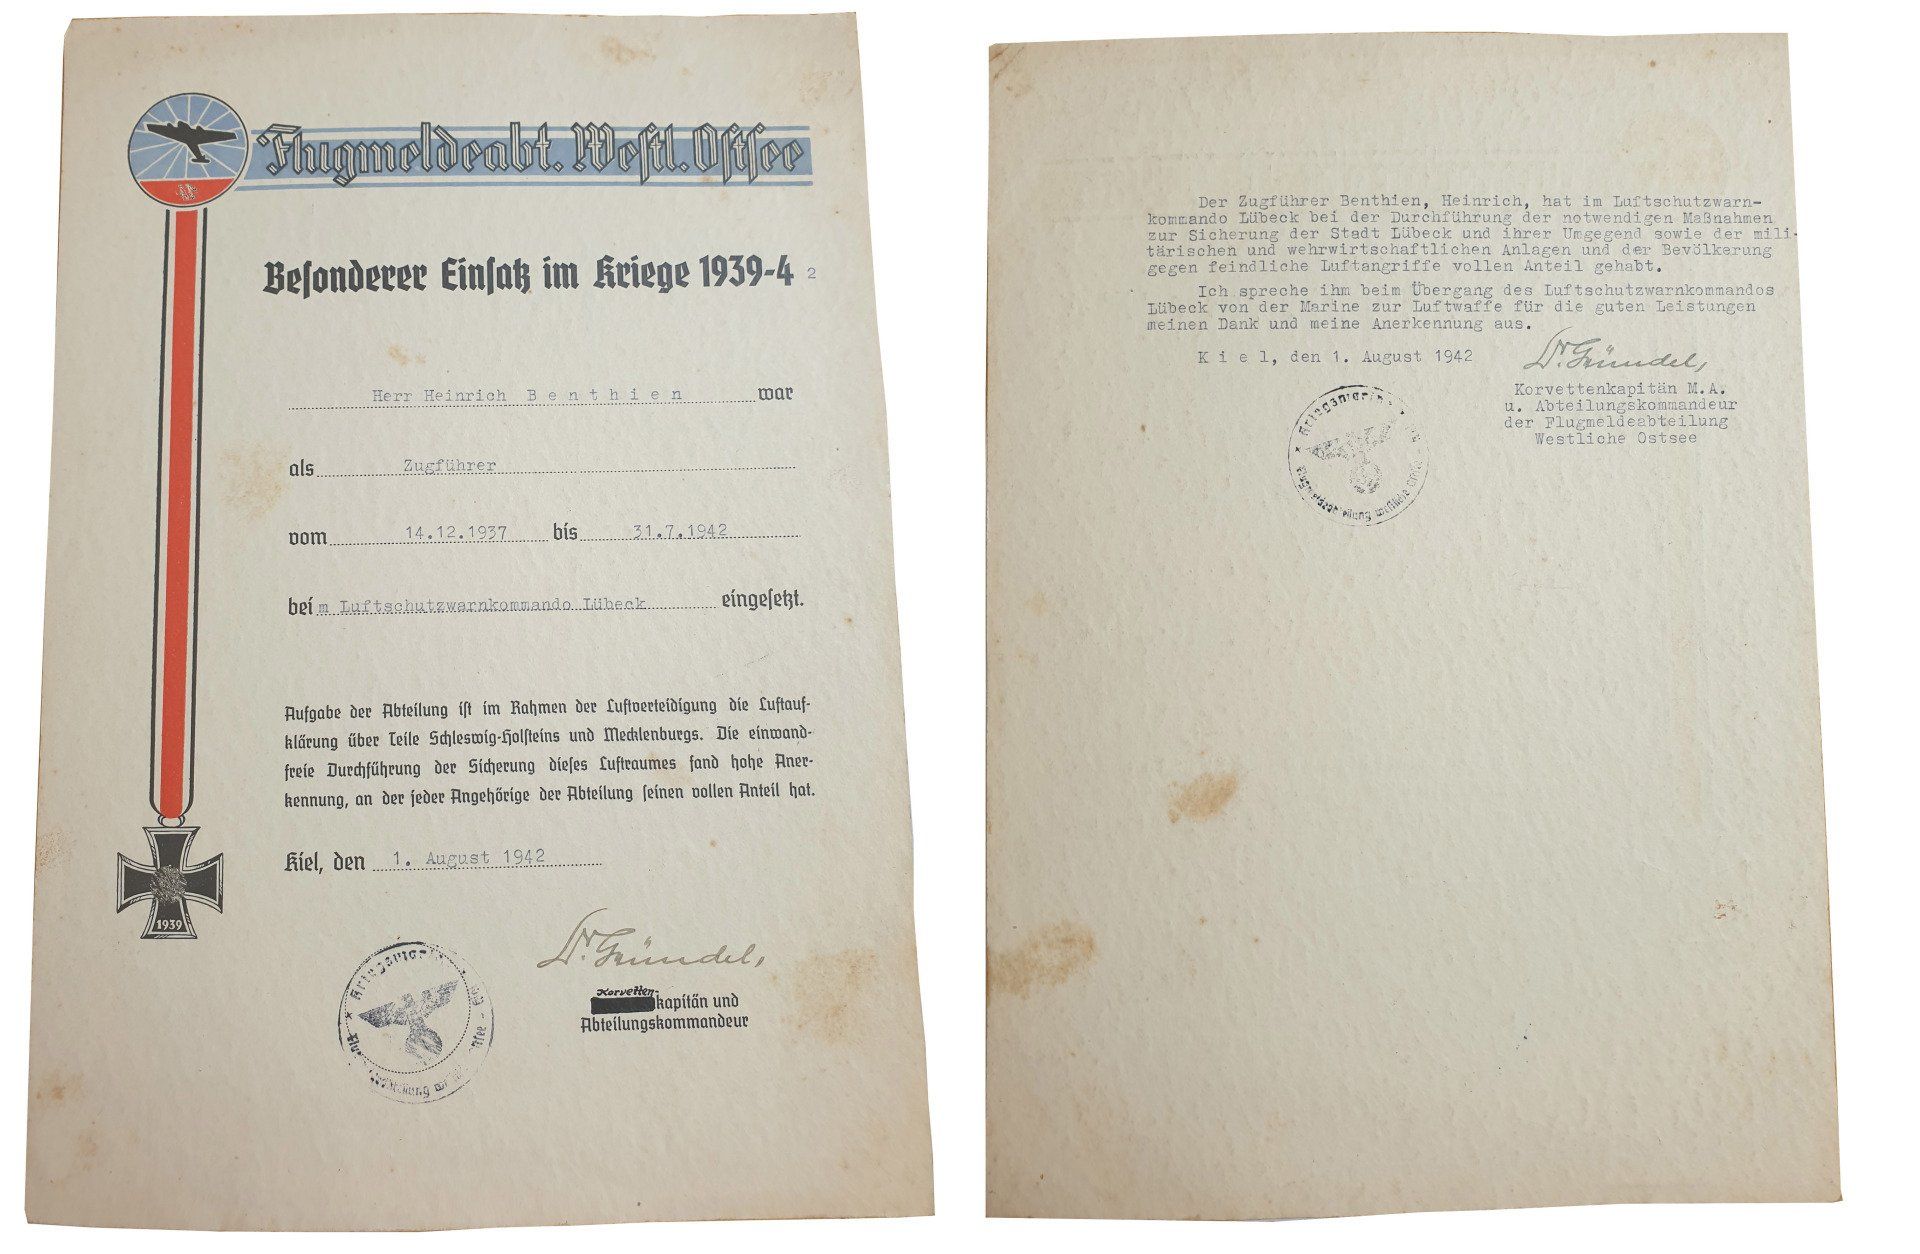 Flugmeldeabt. Westl. Ostsee
Besonderer Einsatz im Kriege 1939-4 2
Herr Heinrich B e n t h i e n war
als Zugführer
vom 14.12.1937 bis 31.7.1942
bei m Luftschutzwarnkommando Lübeck eingesetzt.
Aufgabe der Abteilung ist im Rahmen der Luftverteidigung die Luftauf-
klärung über Teile Schleswig-Holsteins und Mecklenburgs. Die einwand-
freie Durchführung der Sicherung dieses Luftraumes fand hohe Aner-
kennung, an der jeder Angehörige der Abteilung seinen vollen Anteil hat.
Kiel, den 1. August 1942
1939
Dr. Gründel,
Korvetten-
kapitän und
Abteilungskommandeur
Der Zugführer Benthien, Heinrich, hat im Luftschutzwarn-
kommando Lübeck bei der Durchführung der notwendigen Maßnahmen
zur Sicherung der Stadt Lübeck und ihrer Umgegend sowie der mili-
tärischen und wehrwirtschaftlichen Anlagen und der Bevölkerung
gegen feindliche Luftangriffe vollen Anteil gehabt.
Ich spreche ihm beim Übergang des Luftschutzwarnkommandos
Lübeck von der Marine zur Luftwaffe für die guten Leistungen
meinen Dank und meine Anerkennung aus.
K i e l, den 1. August 1942
Dr. Gründel,
Korvettenkapitän M.A.
u. Abteilungskommandeur
der Flugmeldeabteilung
Westliche Ostsee